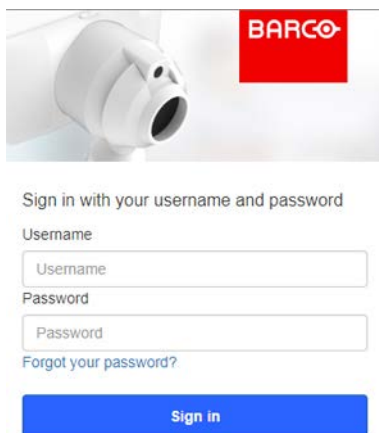 BARCO
Sign in with your username and password
Username
Username
Password
Password
Forgot your password?
Sign in